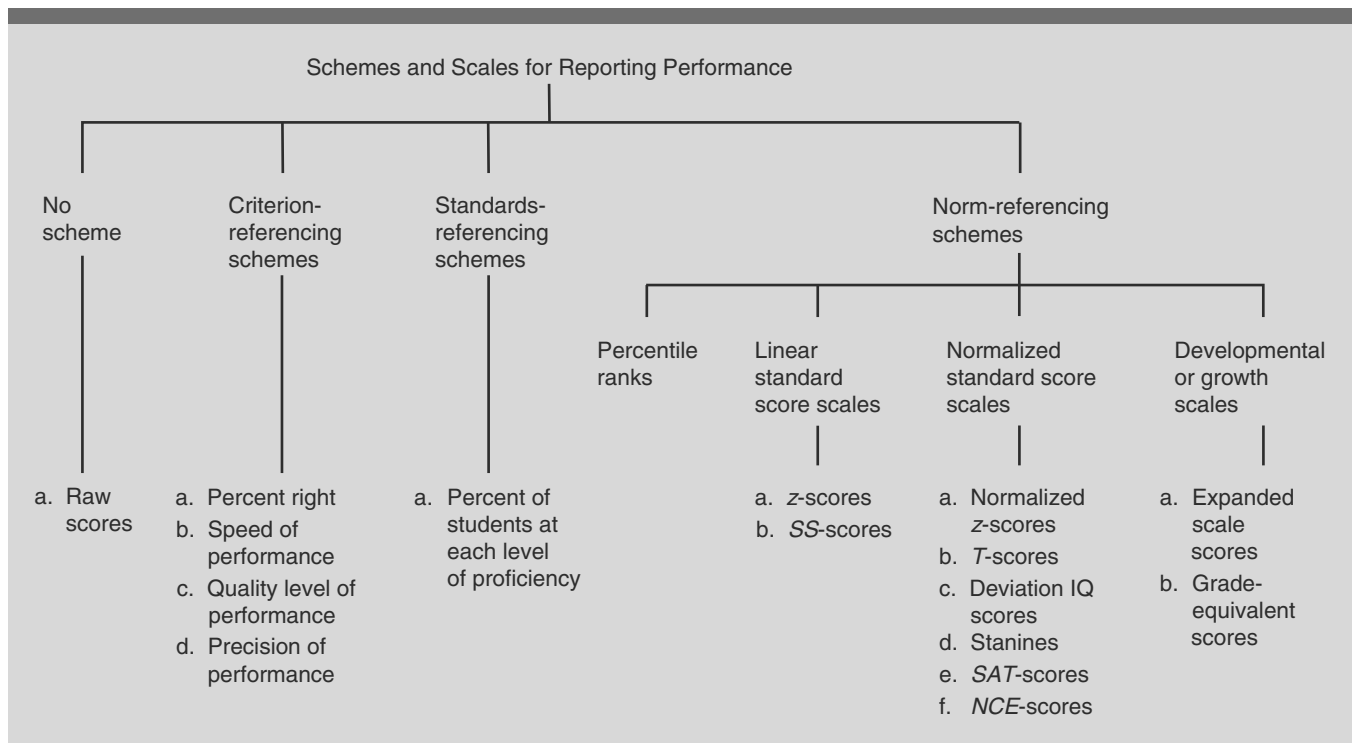 Schemes and Scales for Reporting Performance
No
scheme
Criterion-
referencing
schemes
Standards-
referencing
schemes
Norm-referencing
schemes
Percentile
ranks
Linear
standard
score scales
Normalized
standard score
scales
Developmental
or growth
scales
a. Raw
scores
a. Percent right
b. Speed of
performance
c. Quality level of
performance
d. Precision of
performance
a. Percent of
students at
each level
of proficiency
a. z-scores
b. SS-scores
a. Normalized
z-scores
b. T-scores
c. Deviation IQ
scores
d. Stanines
e. SAT-scores
f. NCE-scores
a. Expanded
scale
scores
b. Grade-
equivalent
scores